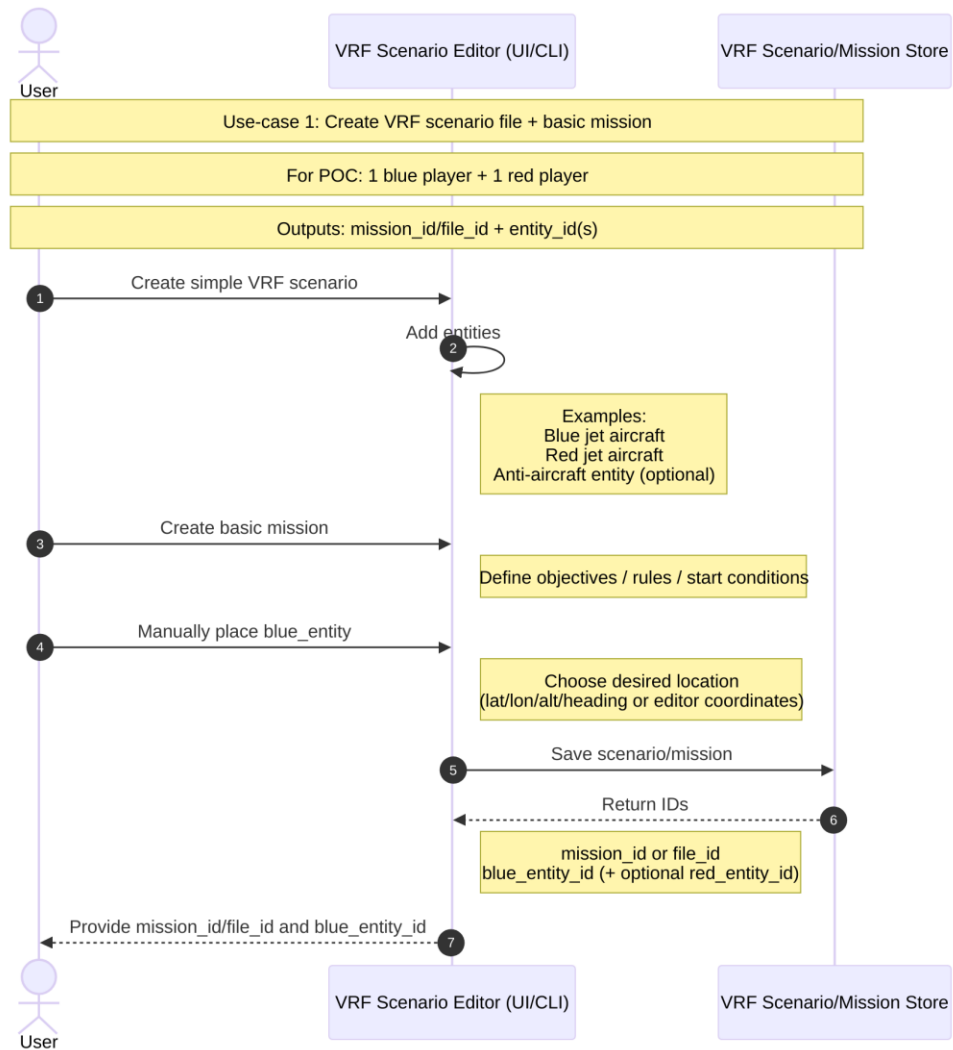 VRF Scenario Editor (UI/CLI)
VRF Scenario/Mission Store
User
Use-case 1: Create VRF scenario file + basic mission
For POC: 1 blue player + 1 red player
Outputs: mission_id/file_id + entity_id(s)
Create simple VRF scenario
1
Add entities
2
Examples:
Blue jet aircraft
Red jet aircraft
Anti-aircraft entity (optional)
Create basic mission
3
Define objectives / rules / start conditions
Manually place blue_entity
4
Choose desired location
(lat/lon/alt/heading or editor coordinates)
Save scenario/mission
5
Return IDs
6
mission_id or file_id
blue_entity_id (+ optional red_entity_id)
Provide mission_id/file_id and blue_entity_id
7
VRF Scenario Editor (UI/CLI)
VRF Scenario/Mission Store
User